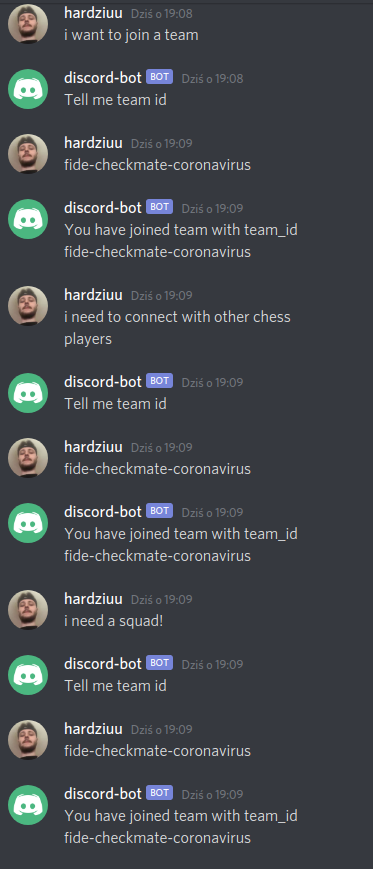 hardziuu Dziś o 19:08
i want to join a team
discord-bot BOT Dziś o 19:08
Tell me team id
hardziuu Dziś o 19:09
fide-checkmate-coronavirus
discord-bot BOT Dziś o 19:09
You have joined team with team_id
fide-checkmate-coronavirus
hardziuu Dziś o 19:09
i need to connect with other chess
players
discord-bot BOT Dziś o 19:09
Tell me team id
hardziuu Dziś o 19:09
fide-checkmate-coronavirus
discord-bot BOT Dziś o 19:09
You have joined team with team_id
fide-checkmate-coronavirus
hardziuu Dziś o 19:09
i need a squad!
discord-bot BOT Dziś o 19:09
Tell me team id
hardziuu Dziś o 19:09
fide-checkmate-coronavirus
discord-bot BOT Dziś o 19:09
You have joined team with team_id
fide-checkmate-coronavirus